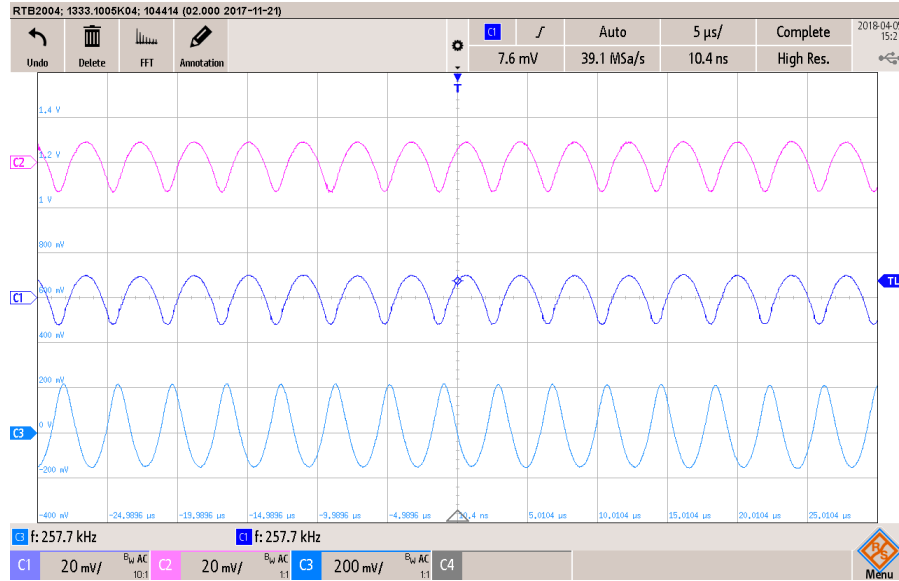 RTB2004; 1333.1005K04; 104414 (02.000 2017-11-21)
Undo Delete FFT Annotation
C1 Auto 5 µs/ Complete
7.6 mV 39.1 MSa/s 10.4 ns High Res.
2018-04-0
15:2
T
1.4 V
C2
1.2 V
1 V
800 mV
600 mV
TL
C1
400 mV
200 mV
0 V
C3
-200 mV
-400 mV -24,9896 µs -19,9896 µs -14,9896 µs -9,9896 µs -4,9896 µs 10,4 ns 5,0104 µs 10,0104 µs 15,0104 µs 20,0104 µs 25,0104 µs
C3 f: 257.7 kHz C1 f: 257.7 kHz
C1 20 mV/ BW AC 10:1 C2 20 mV/ BW AC 1:1 C3 200 mV/ BW AC 1:1 C4
R&S
Menu